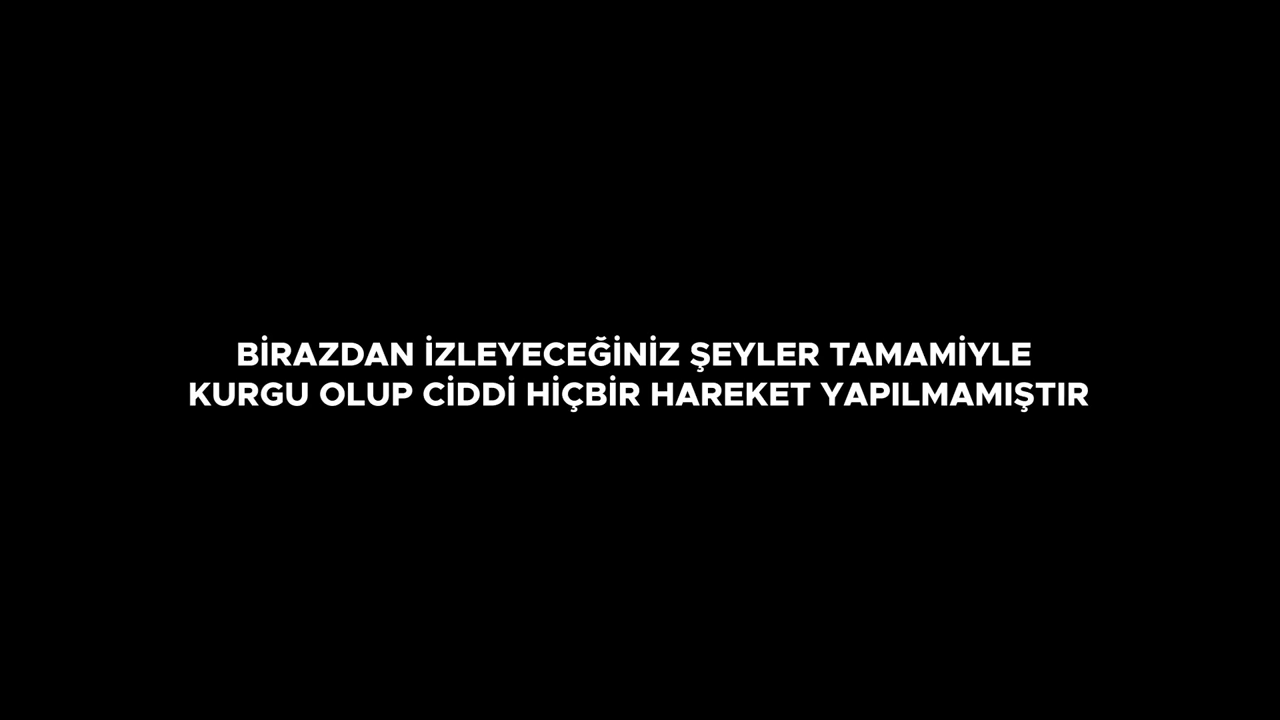 BİRAZDAN İZLEYECEĞİNİZ ŞEYLER TAMAMİYLE
KURGU OLUP CİDDİ HİÇBİR HAREKET YAPILMAMIŞTIR